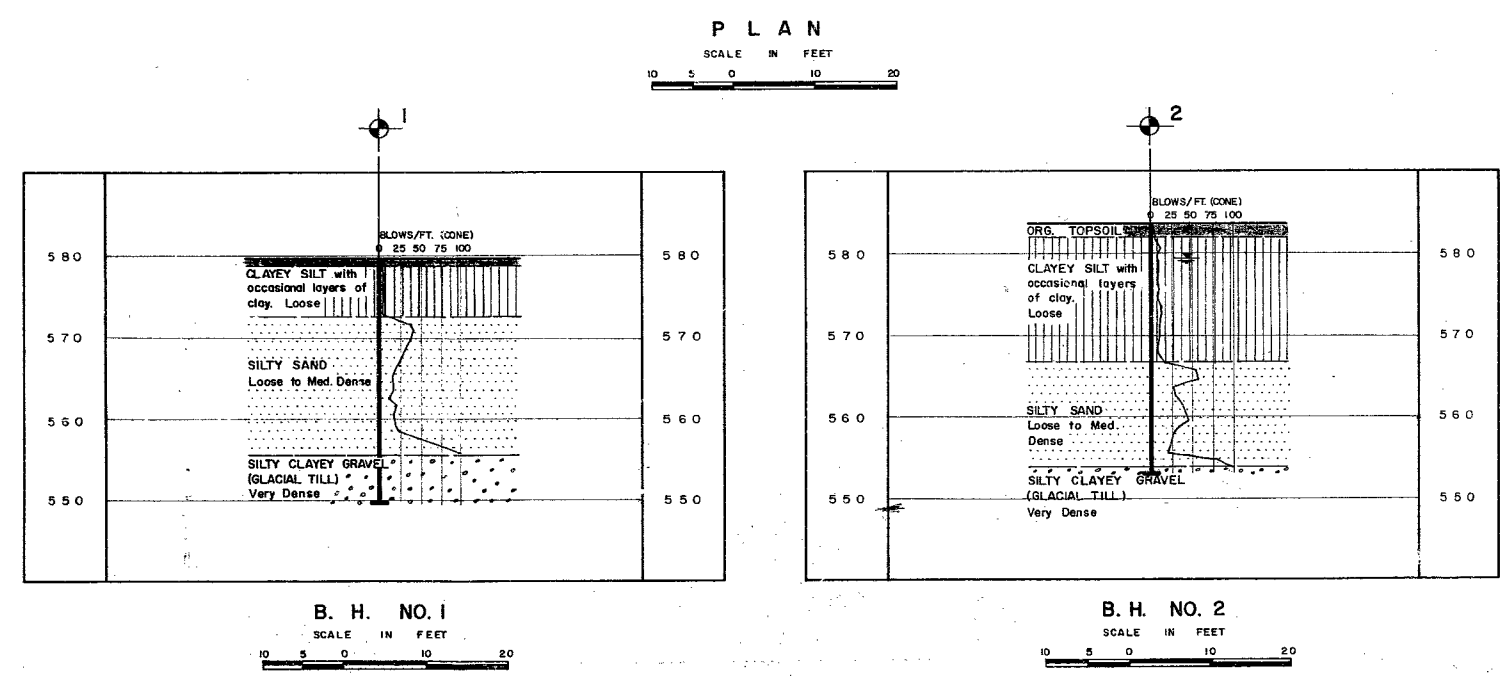 PLAN
SCALE IN FEET
10 5 0 10 20
1
BLOWS/FT. (CONE)
0 25 50 75 100
580 580
CLAYEY SILT with
occasional layers of
clay. Loose
570 570
SILTY SAND
Loose to Med. Dense
560 560
SILTY CLAYEY GRAVEL
(GLACIAL TILL)
Very Dense
550 550
B. H. NO. 1
SCALE IN FEET
10 5 0 10 20
2
BLOWS/FT. (CONE)
0 25 50 75 100
ORG. TOPSOIL
580 580
CLAYEY SILT with
occasional layers
of clay.
Loose
570 570
SILTY SAND
Loose to Med.
Dense
560 560
SILTY CLAYEY GRAVEL
(GLACIAL TILL)
Very Dense
550 550
B. H. NO. 2
SCALE IN FEET
10 5 0 10 20